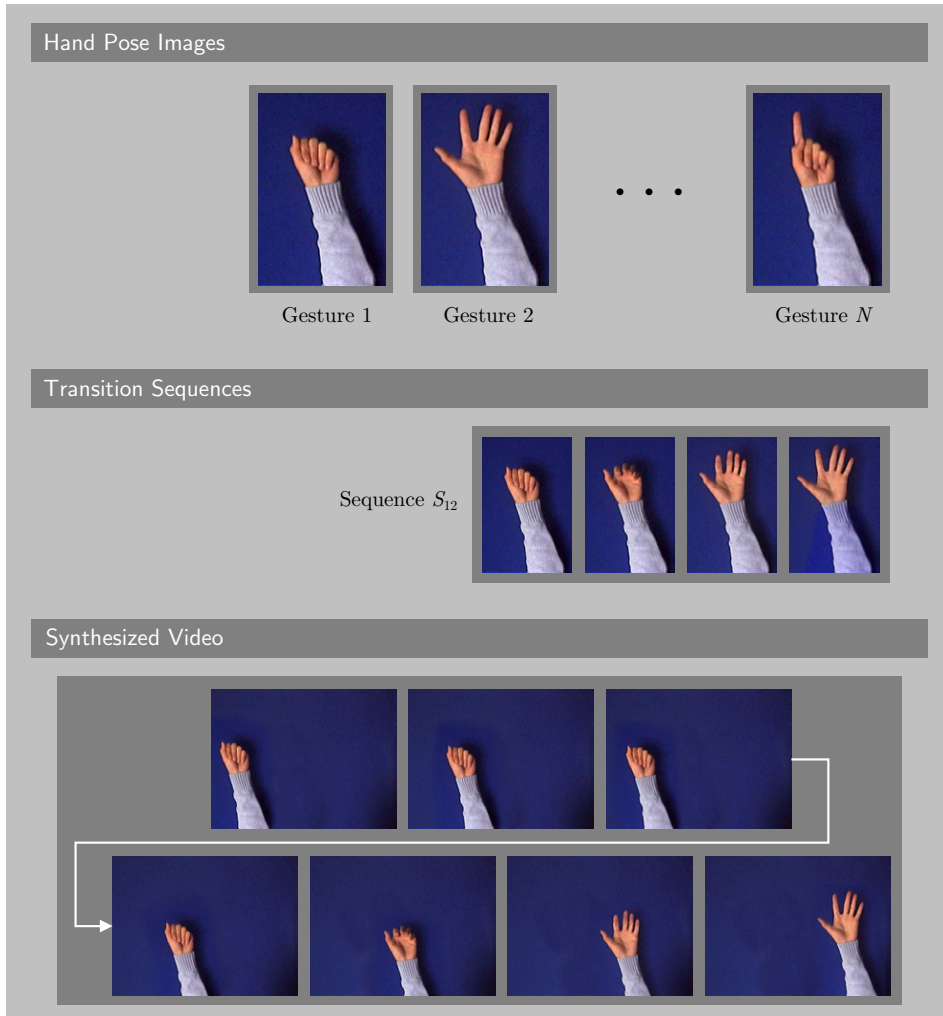 Hand Pose Images
. . .
Gesture 1 Gesture 2 Gesture N
Transition Sequences
Sequence S₁₂
Synthesized Video